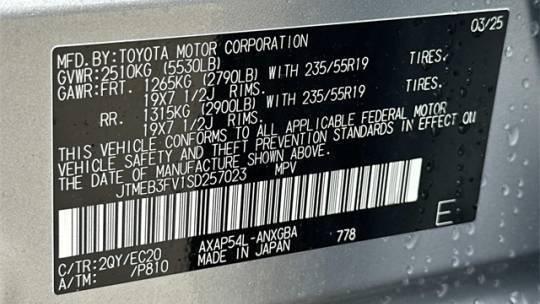 MFD.BY:TOYOTA MOTOR CORPORATION 03/25
GVWR:2510KG (5530LB)
GAWR:FRT. 1265KG (2790LB) WITH 235/55R19 TIRES.
19X7 1/2J RIMS.
RR. 1315KG (2900LB) WITH 235/55R19 TIRES.
19X7 1/2J RIMS.
THIS VEHICLE CONFORMS TO ALL APPLICABLE FEDERAL MOTOR
VEHICLE SAFETY AND THEFT PREVENTION STANDARDS IN EFFECT ON
THE DATE OF MANUFACTURE SHOWN ABOVE.
JTMEB3FV1SD257023 MPV
E
C/TR:2QY/EC20 AXAP54L-ANXGBA 778
A/TM: /P810 MADE IN JAPAN